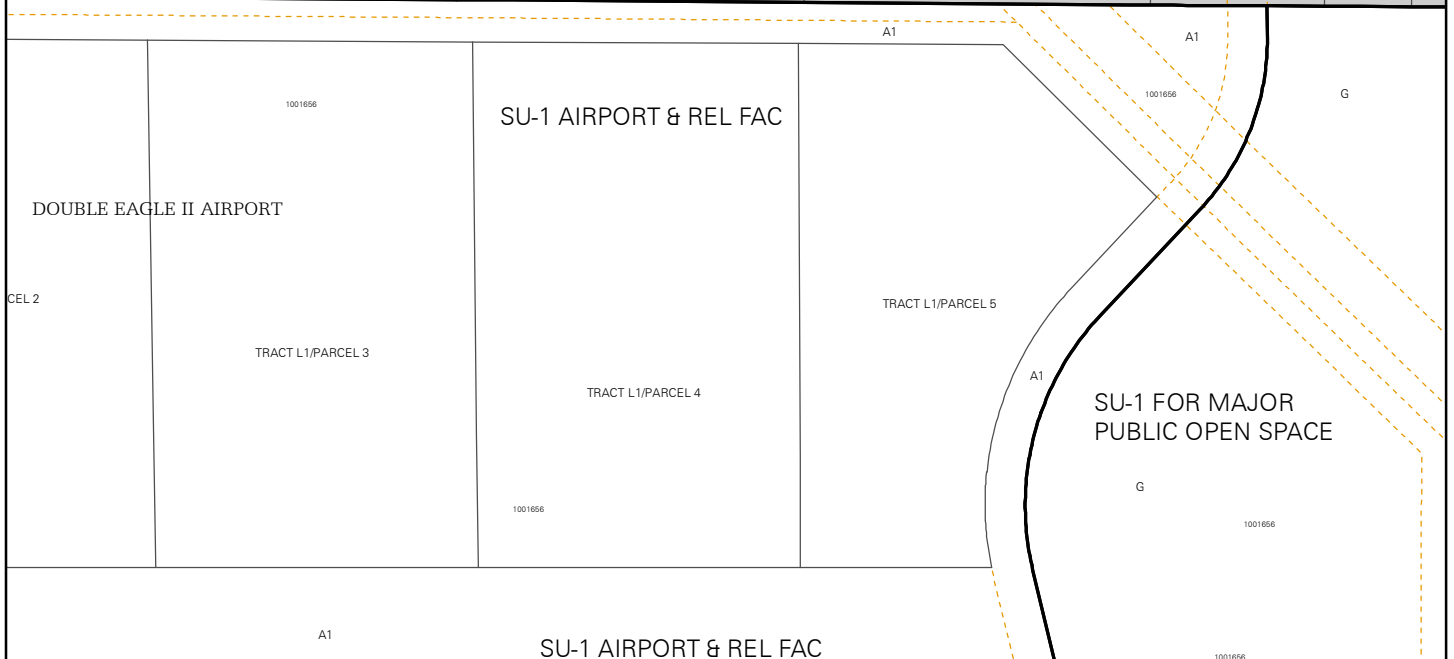 A1
A1
1001656
G
1001656
SU-1 AIRPORT & REL FAC
DOUBLE EAGLE II AIRPORT
CEL 2
TRACT L1/PARCEL 5
TRACT L1/PARCEL 3
TRACT L1/PARCEL 4
A1
SU-1 FOR MAJOR
PUBLIC OPEN SPACE
G
1001656
1001656
A1
SU-1 AIRPORT & REL FAC
1001656